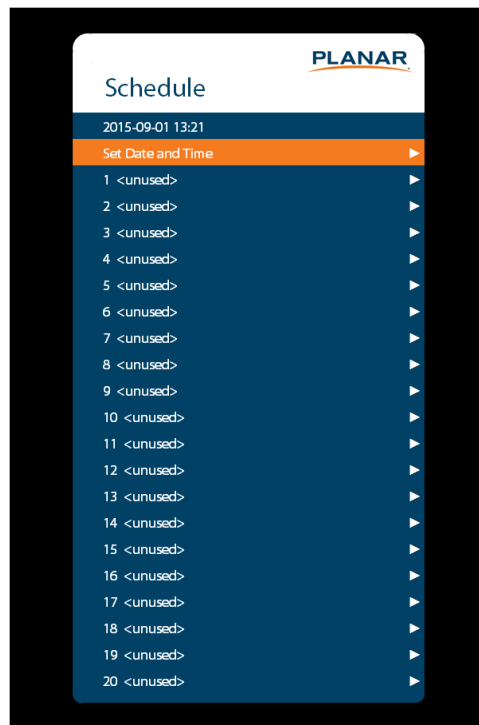 PLANAR
Schedule
2015-09-01 13:21
Set Date and Time
1 <unused>
2 <unused>
3 <unused>
4 <unused>
5 <unused>
6 <unused>
7 <unused>
8 <unused>
9 <unused>
10 <unused>
11 <unused>
12 <unused>
13 <unused>
14 <unused>
15 <unused>
16 <unused>
17 <unused>
18 <unused>
19 <unused>
20 <unused>